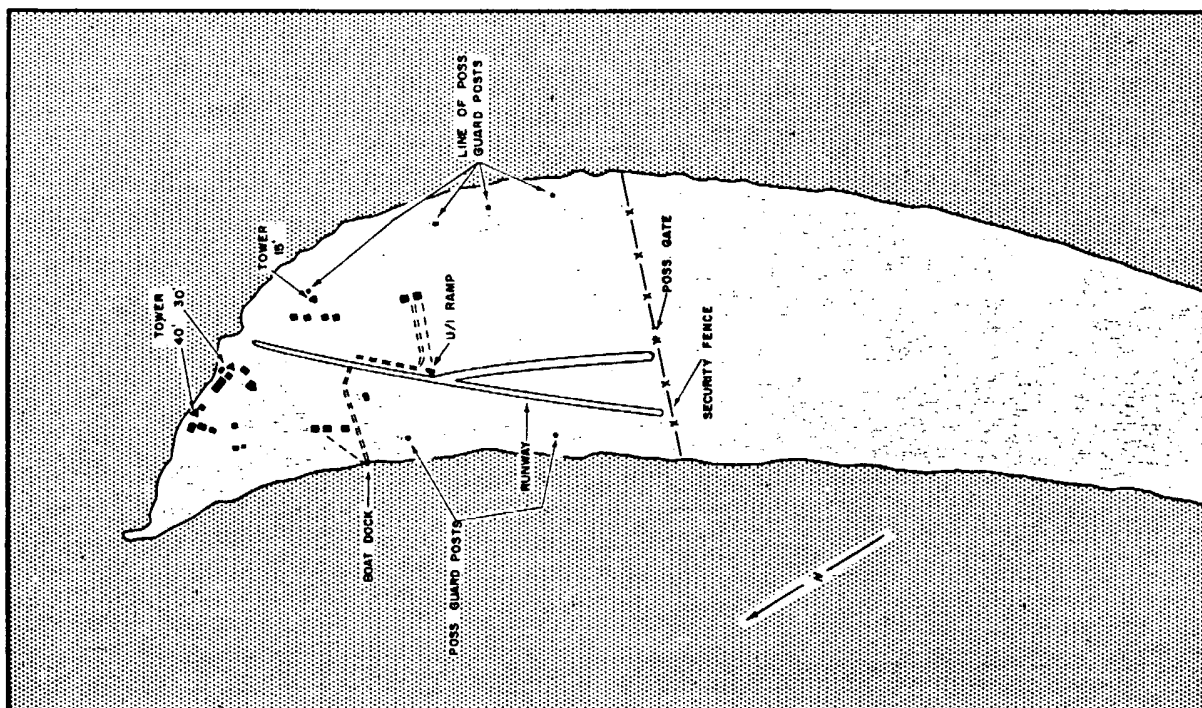 LINE OF POSS
GUARD POSTS
TOWER
15'
TOWER
40' 30'
U/I RAMP
POSS. GATE
SECURITY FENCE
RUNWAY
BOAT DOCK
POSS GUARD POSTS
N